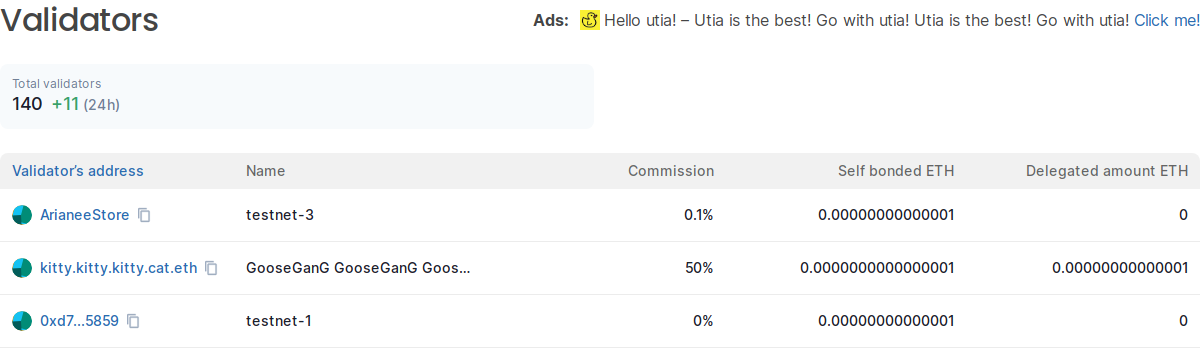 Validators
Ads: Hello utia! – Utia is the best! Go with utia! Utia is the best! Go with utia! Click me!
Total validators
140 +11 (24h)
Validator's address Name Commission Self bonded ETH Delegated amount ETH
ArianeeStore testnet-3 0.1% 0.00000000000001 0
kitty.kitty.kitty.cat.eth GooseGanG GooseGanG Goos... 50% 0.0000000000000001 0.00000000000001
0xd7...5859 testnet-1 0% 0.00000000000001 0